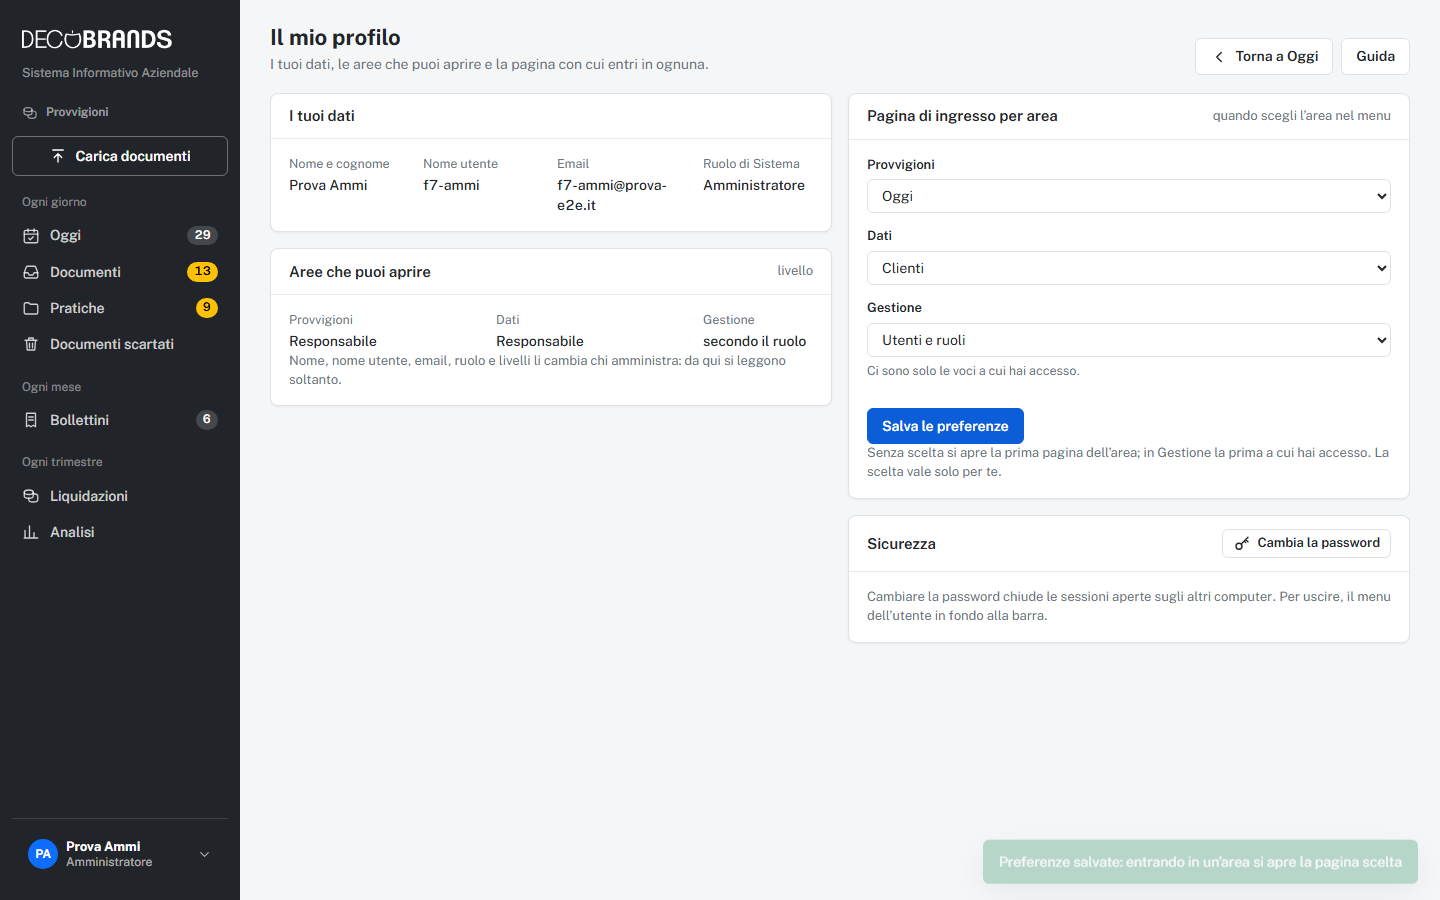 DECOBRANDS
Sistema Informativo Aziendale
Provvigioni
Carica documenti
Ogni giorno
Oggi 29
Documenti 13
Pratiche 9
Documenti scartati
Ogni mese
Bollettini 6
Ogni trimestre
Liquidazioni
Analisi
PA
Prova Ammi
Amministratore
Il mio profilo
I tuoi dati, le aree che puoi aprire e la pagina con cui entri in ognuna.
Torna a Oggi
Guida
I tuoi dati
Nome e cognome Nome utente Email Ruolo di Sistema
Prova Ammi f7-ammi f7-ammi@prova- Amministratore
e2e.it
Aree che puoi aprire livello
Provvigioni Dati Gestione
Responsabile Responsabile secondo il ruolo
Nome, nome utente, email, ruolo e livelli li cambia chi amministra: da qui si leggono
soltanto.
Pagina di ingresso per area quando scegli l'area nel menu
Provvigioni
Oggi
Dati
Clienti
Gestione
Utenti e ruoli
Ci sono solo le voci a cui hai accesso.
Salva le preferenze
Senza scelta si apre la prima pagina dell'area; in Gestione la prima a cui hai accesso. La
scelta vale solo per te.
Sicurezza
Cambia la password
Cambiare la password chiude le sessioni aperte sugli altri computer. Per uscire, il menu
dell'utente in fondo alla barra.
Preferenze salvate: entrando in un'area si apre la pagina scelta